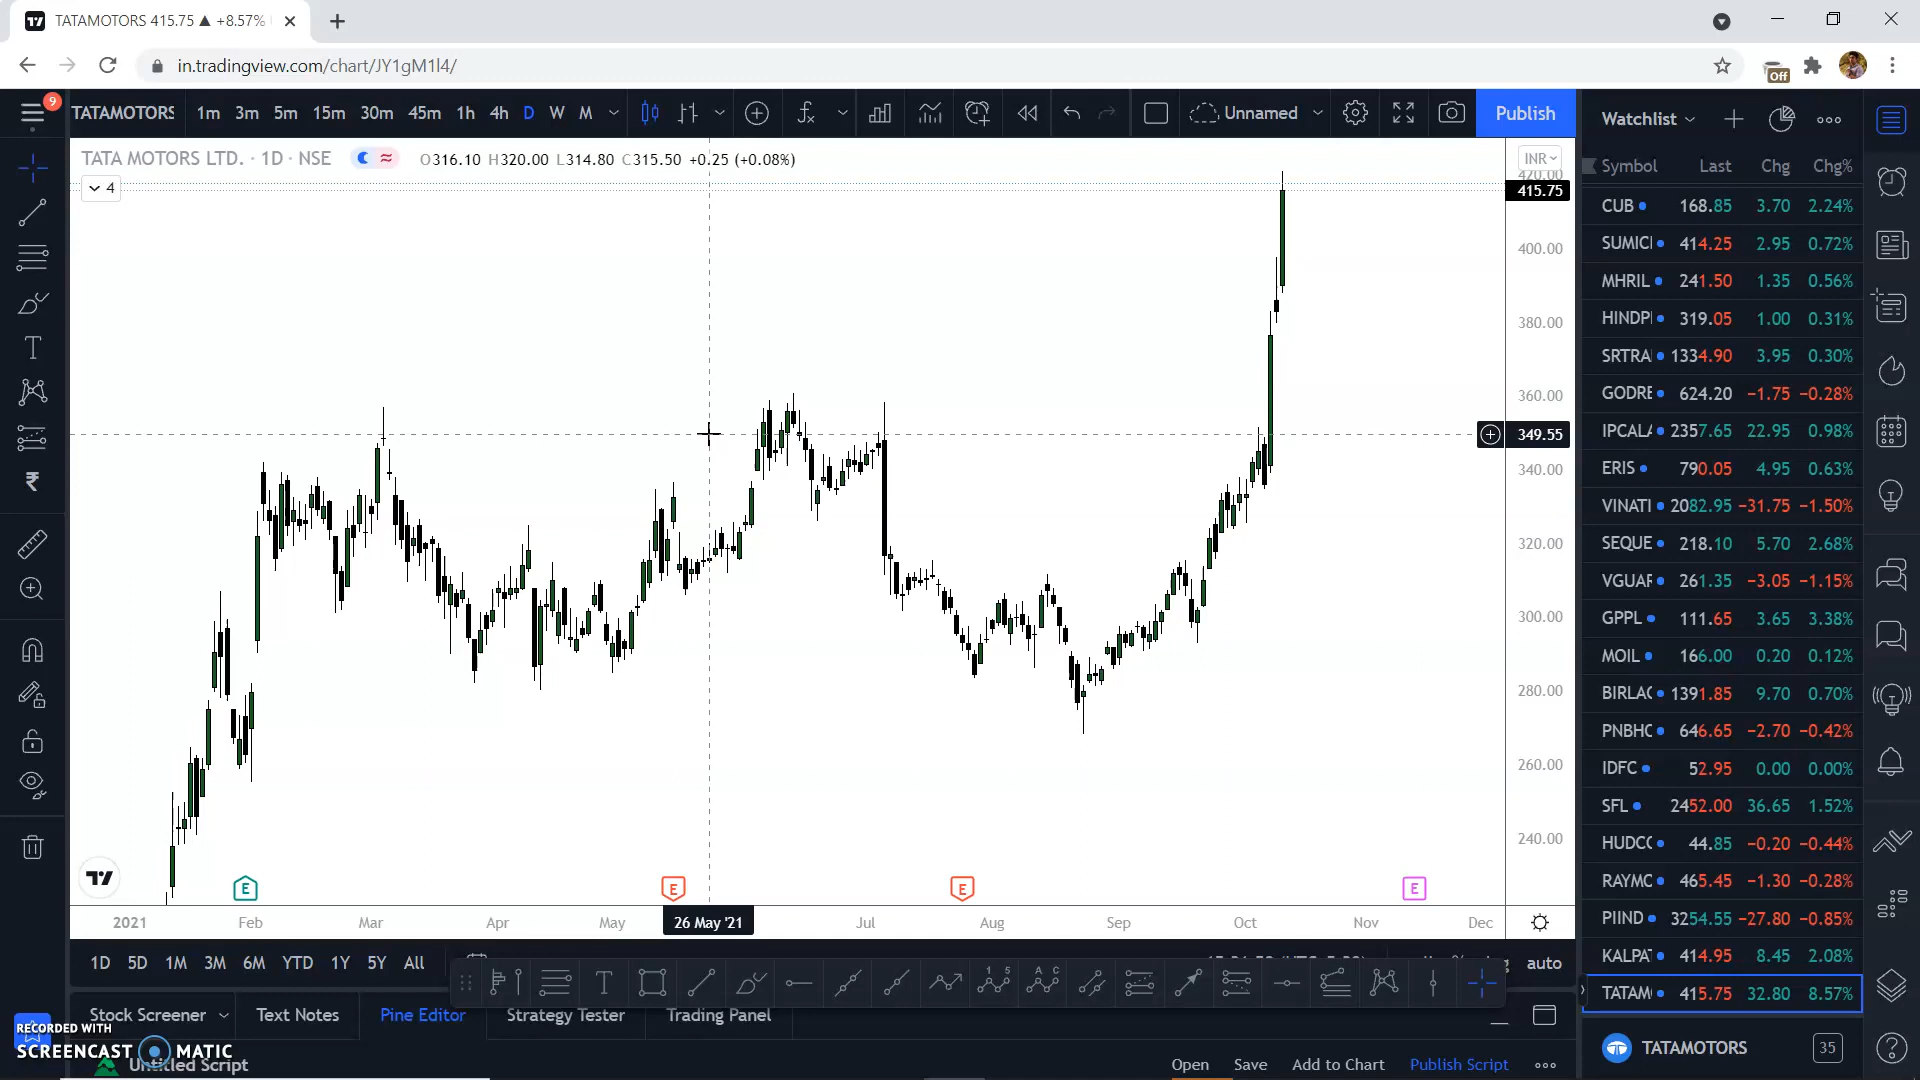 TATAMOTORS 415.75 ▲ +8.57%
in.tradingview.com/chart/JY1gM1l4/
Off
9
TATAMOTORS 1m 3m 5m 15m 30m 45m 1h 4h D W M
Unnamed
Publish
TATA MOTORS LTD. · 1D · NSE
O316.10 H320.00 L314.80 C315.50 +0.25 (+0.08%)
4
INR
420.00
415.75
400.00
380.00
360.00
349.55
340.00
320.00
300.00
280.00
260.00
240.00
E E E E
2021 Feb Mar Apr May 26 May '21 Jul Aug Sep Oct Nov Dec
1D 5D 1M 3M 6M YTD 1Y 5Y All
auto
Stock Screener Text Notes Pine Editor Strategy Tester Trading Panel
RECORDED WITH
SCREENCAST MATIC
Untitled Script
Open Save Add to Chart Publish Script
Watchlist
Symbol Last Chg Chg%
CUB 168.85 3.70 2.24%
SUMICI 414.25 2.95 0.72%
MHRIL 241.50 1.35 0.56%
HINDP 319.05 1.00 0.31%
SRTRA 1334.90 3.95 0.30%
GODRE 624.20 −1.75 −0.28%
IPCALA 2357.65 22.95 0.98%
ERIS 790.05 4.95 0.63%
VINATI 2082.95 −31.75 −1.50%
SEQUE 218.10 5.70 2.68%
VGUAR 261.35 −3.05 −1.15%
GPPL 111.65 3.65 3.38%
MOIL 166.00 0.20 0.12%
BIRLAC 1391.85 9.70 0.70%
PNBHO 646.65 −2.70 −0.42%
IDFC 52.95 0.00 0.00%
SFL 2452.00 36.65 1.52%
HUDCO 44.85 −0.20 −0.44%
RAYMO 465.45 −1.30 −0.28%
PIIND 3254.55 −27.80 −0.85%
KALPA 414.95 8.45 2.08%
TATAM 415.75 32.80 8.57%
TATAMOTORS
35